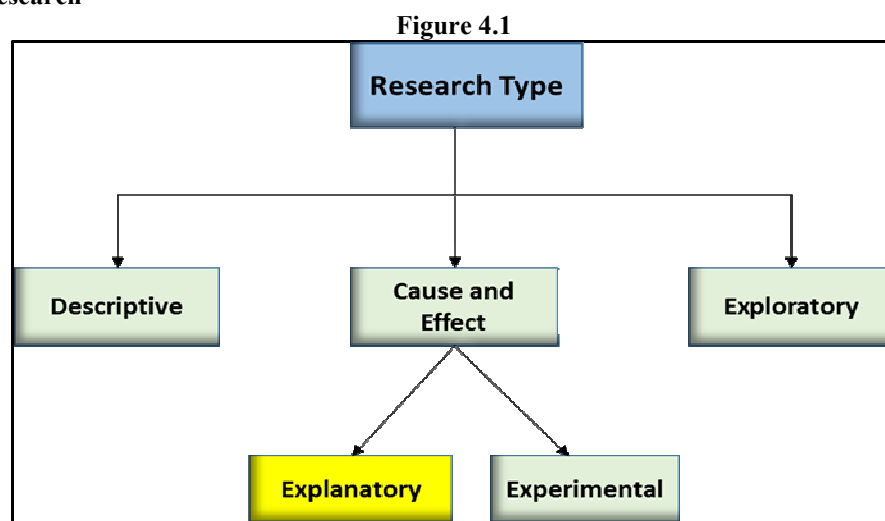 Figure 4.1
Research Type
Descriptive
Cause and
Effect
Exploratory
Explanatory
Experimental